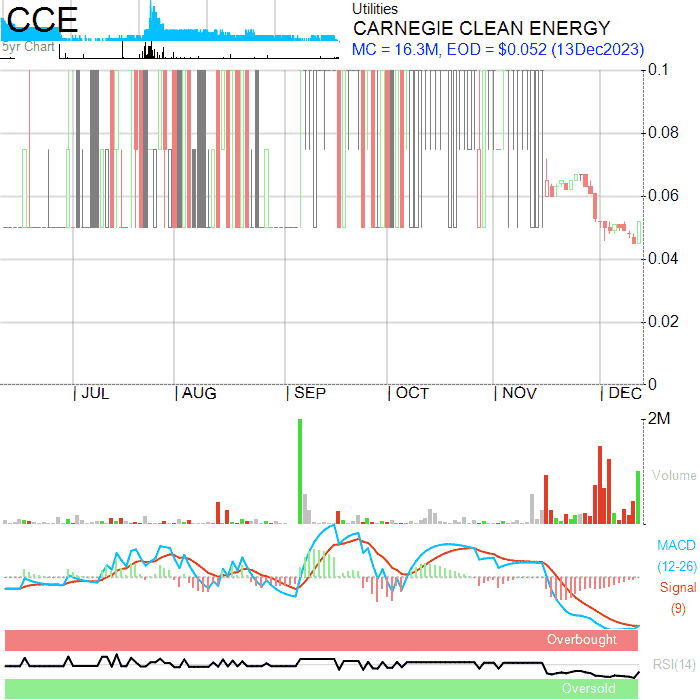 CCE
5yr Chart
Utilities
CARNEGIE CLEAN ENERGY
MC = 16.3M, EOD = $0.052 (13Dec2023)
0.1
0.08
0.06
0.04
0.02
0
JUL
AUG
SEP
OCT
NOV
DEC
2M
Volume
MACD
(12-26)
Signal
(9)
Overbought
RSI(14)
Oversold